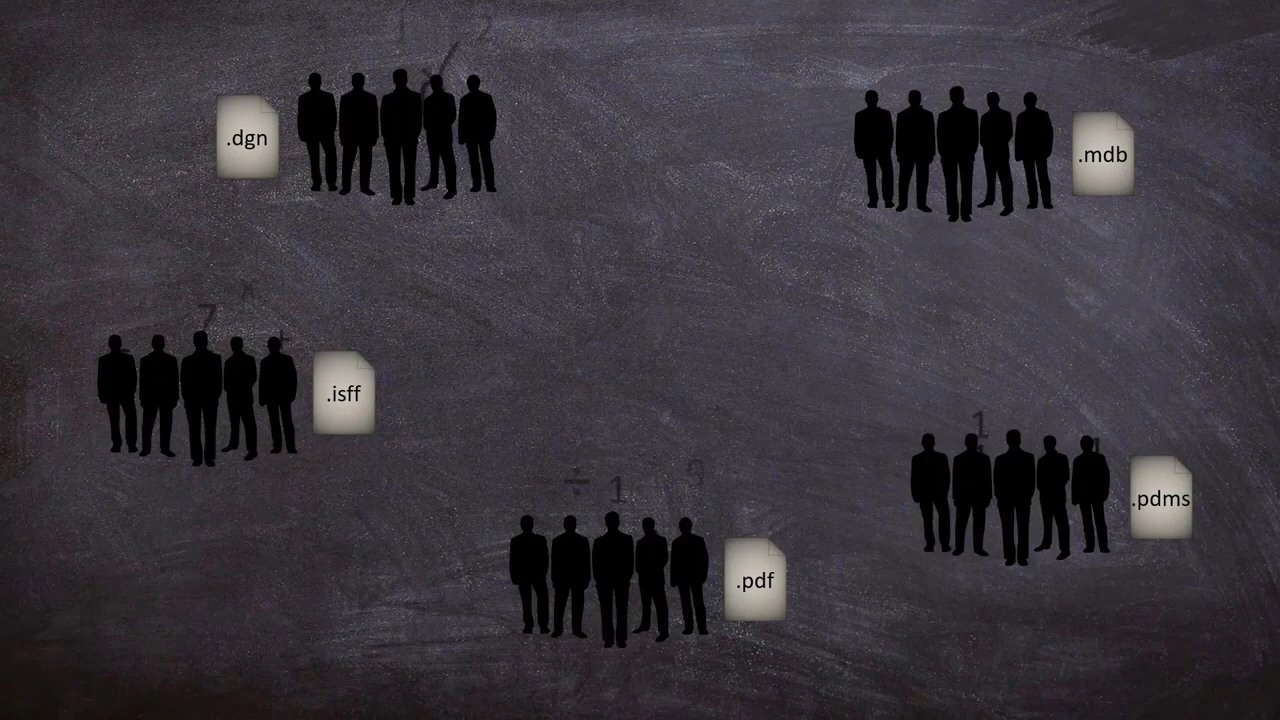 .dgn
.mdb
.isff
.pdms
.pdf